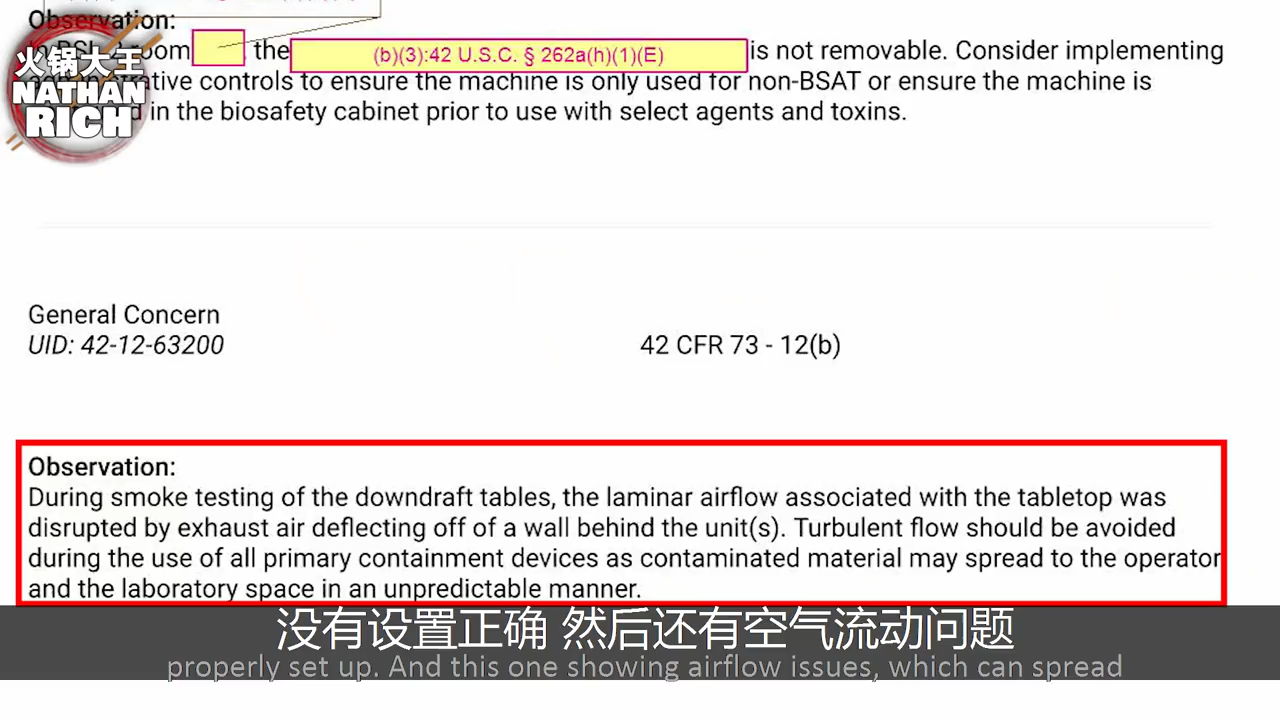 Observation:
room the (b)(3):42 U.S.C. § 262a(h)(1)(E) is not removable. Consider implementing
controls to ensure the machine is only used for non-BSAT or ensure the machine is
in the biosafety cabinet prior to use with select agents and toxins.
火锅大王
NATHAN
RICH
General Concern
UID: 42-12-63200
42 CFR 73 - 12(b)
Observation:
During smoke testing of the downdraft tables, the laminar airflow associated with the tabletop was
disrupted by exhaust air deflecting off of a wall behind the unit(s). Turbulent flow should be avoided
during the use of all primary containment devices as contaminated material may spread to the operator
and the laboratory space in an unpredictable manner.
没有设置正确 然后还有空气流动问题
properly set up. And this one showing airflow issues, which can spread